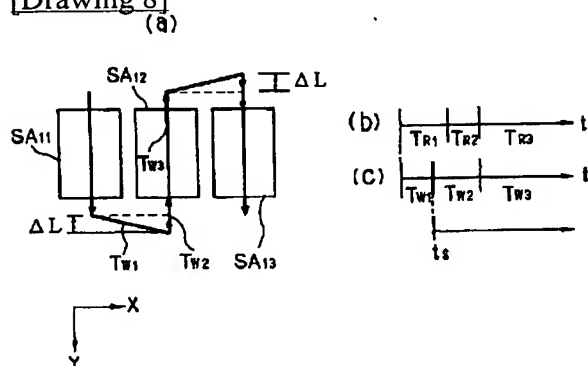 [Drawing 8]
(a)
SA12
ΔL
SA11
TW3
(b)
TR1 TR2 TR3 t
(C)
TW1 TW2 TW3 t
ΔL
TW1
TW2
SA13
ts
X
Y